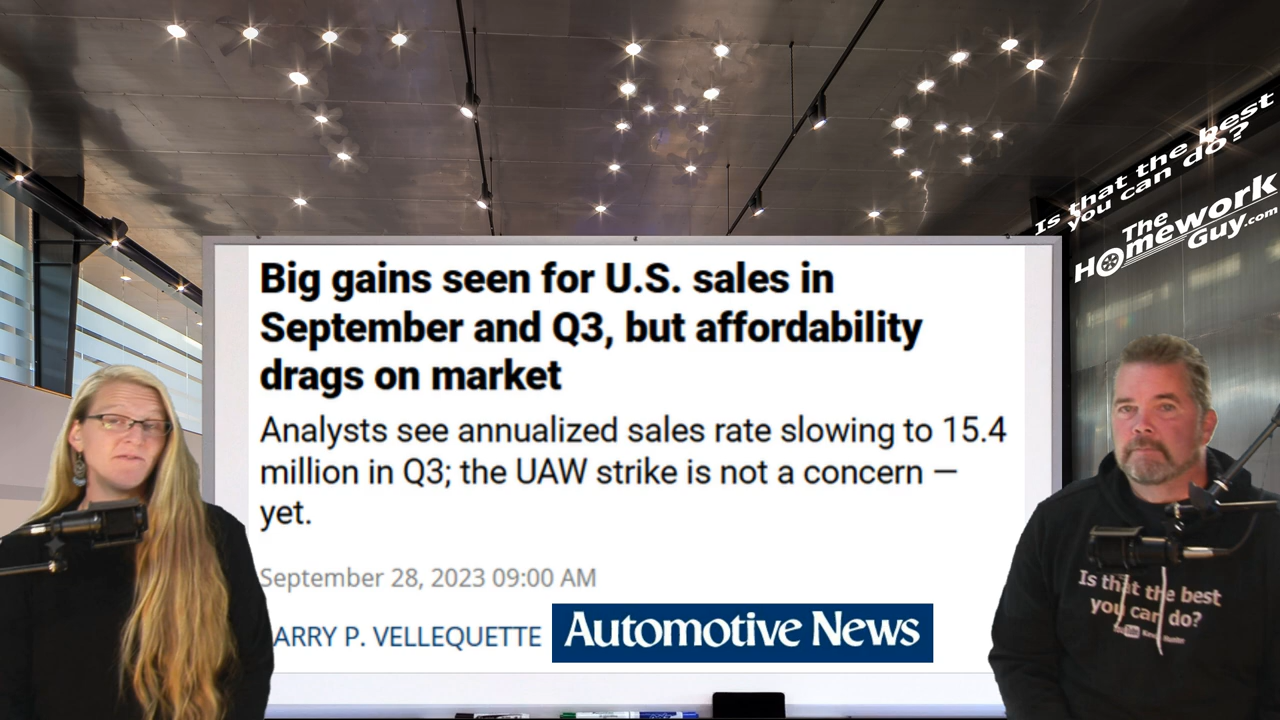 Is that the best
you can do?
The
Homework
Guy.com
Big gains seen for U.S. sales in
September and Q3, but affordability
drags on market
Analysts see annualized sales rate slowing to 15.4
million in Q3; the UAW strike is not a concern —
yet.
September 28, 2023 09:00 AM
ARRY P. VELLEQUETTE
Automotive News
Is that the best
you can do?